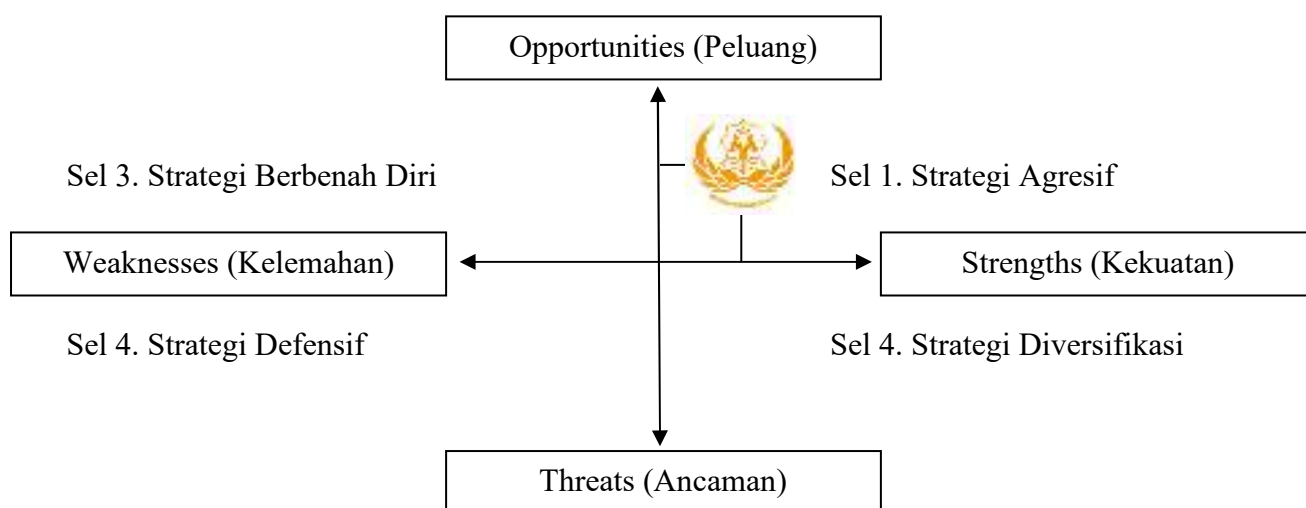 Opportunities (Peluang)
Sel 3. Strategi Berbenah Diri
Sel 1. Strategi Agresif
Weaknesses (Kelemahan)
Strengths (Kekuatan)
Sel 4. Strategi Defensif
Sel 4. Strategi Diversifikasi
Threats (Ancaman)